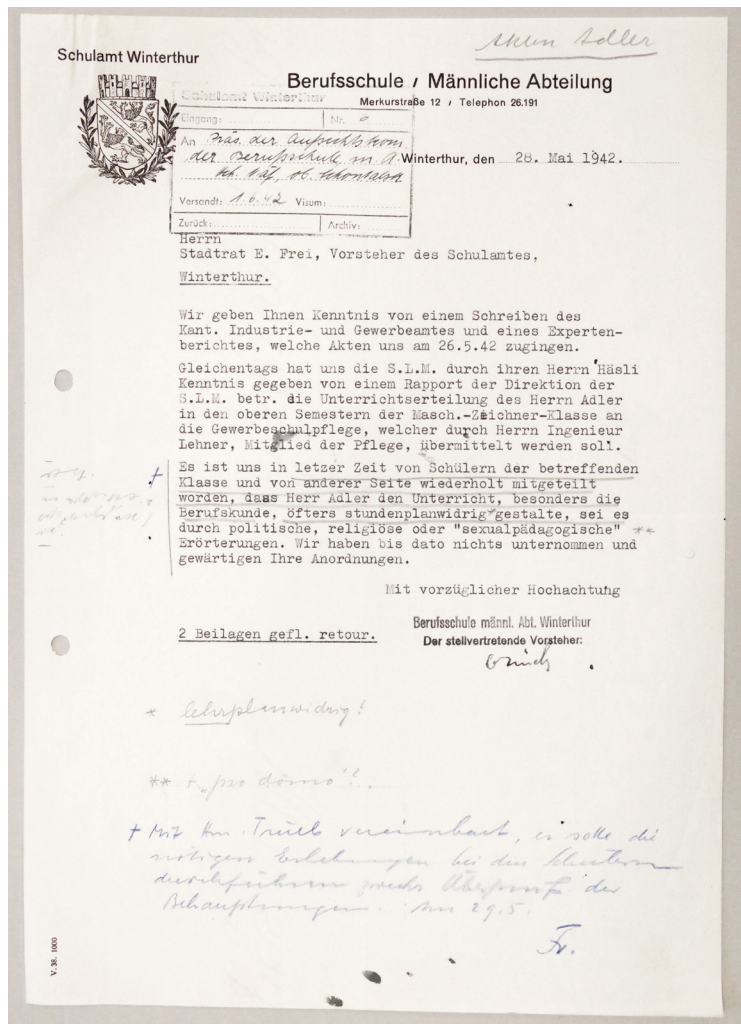 Akten Adler
Schulamt Winterthur
Berufsschule / Männliche Abteilung
Merkurstraße 12 / Telephon 26.191
Schulamt Winterthur
Eingang: Nr. 6
An Präs. der Aufsichtskom.
der Berufsschule m. A.
Winterthur, den 28. Mai 1942.
Versandt: 1.6.42 Visum:
Zurück: Archiv:
Herrn
Stadtrat E. Frei, Vorsteher des Schulamtes,
Winterthur.
Wir geben Ihnen Kenntnis von einem Schreiben des
Kant. Industrie- und Gewerbeamtes und eines Experten-
berichtes, welche Akten uns am 26.5.42 zugingen.
Gleichentags hat uns die S.L.M. durch ihren Herrn Häsli
Kenntnis gegeben von einem Rapport der Direktion der
S.L.M. betr. die Unterrichtserteilung des Herrn Adler
in den oberen Semestern der Masch.-Zeichner-Klasse an
die Gewerbeschulpflege, welcher durch Herrn Ingenieur
Lehner, Mitglied der Pflege, übermittelt werden soll.
+ Es ist uns in letzer Zeit von Schülern der betreffenden
Klasse und von anderer Seite wiederholt mitgeteilt
worden, dass Herr Adler den Unterricht, besonders die
Berufskunde, öfters stundenplanwidrig * gestalte, sei es
durch politische, religiöse oder "sexualpädagogische" **
Erörterungen. Wir haben bis dato nichts unternommen und
gewärtigen Ihre Anordnungen.
Mit vorzüglicher Hochachtung
Berufsschule männl. Abt. Winterthur
2 Beilagen gefl. retour.
Der stellvertretende Vorsteher:
* lehrplanwidrig!
** + „pro domo"?
+ Mit Hrn. Trüeb vereinbart, er solle die
nötigen Erhebungen bei den Schülern
durchführen zwecks Überprüf. der
Behauptungen. Am 29.5.
Fr.
V. 38. 1000